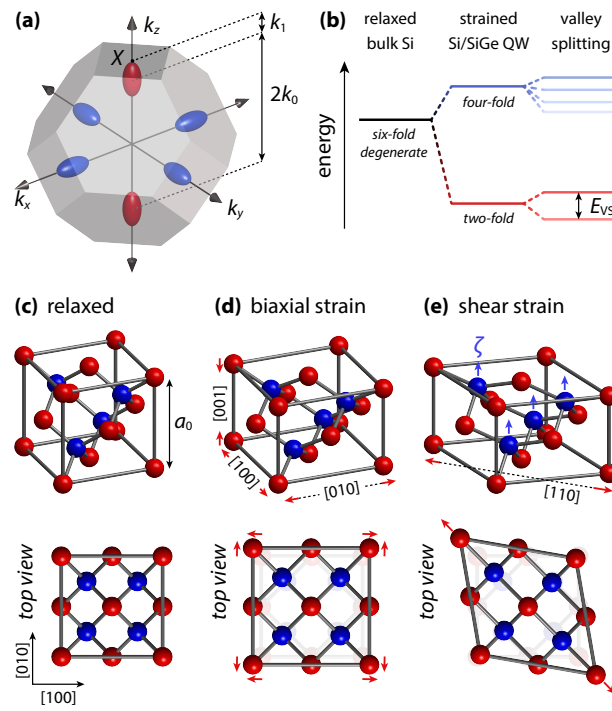 (a)
k_z
k_1
X
2k_0
k_x
k_y
(b)
relaxed bulk Si
strained Si/SiGe QW
valley splitting
energy
six-fold degenerate
four-fold
two-fold
E_VS
(c) relaxed
a_0
(d) biaxial strain
[001]
[100]
[010]
(e) shear strain
ζ
[110]
top view
[010]
[100]
top view
top view